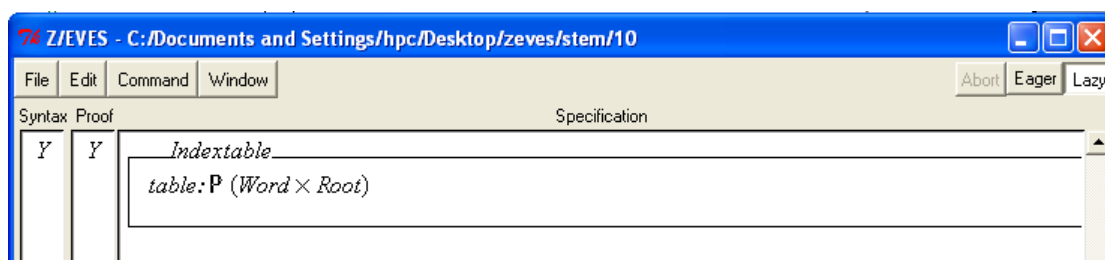 Z/EVES - C:/Documents and Settings/hpc/Desktop/zeves/stem/10
File Edit Command Window Abort Eager Lazy
Syntax Proof Specification
Y Y Indextable
table: P (Word × Root)